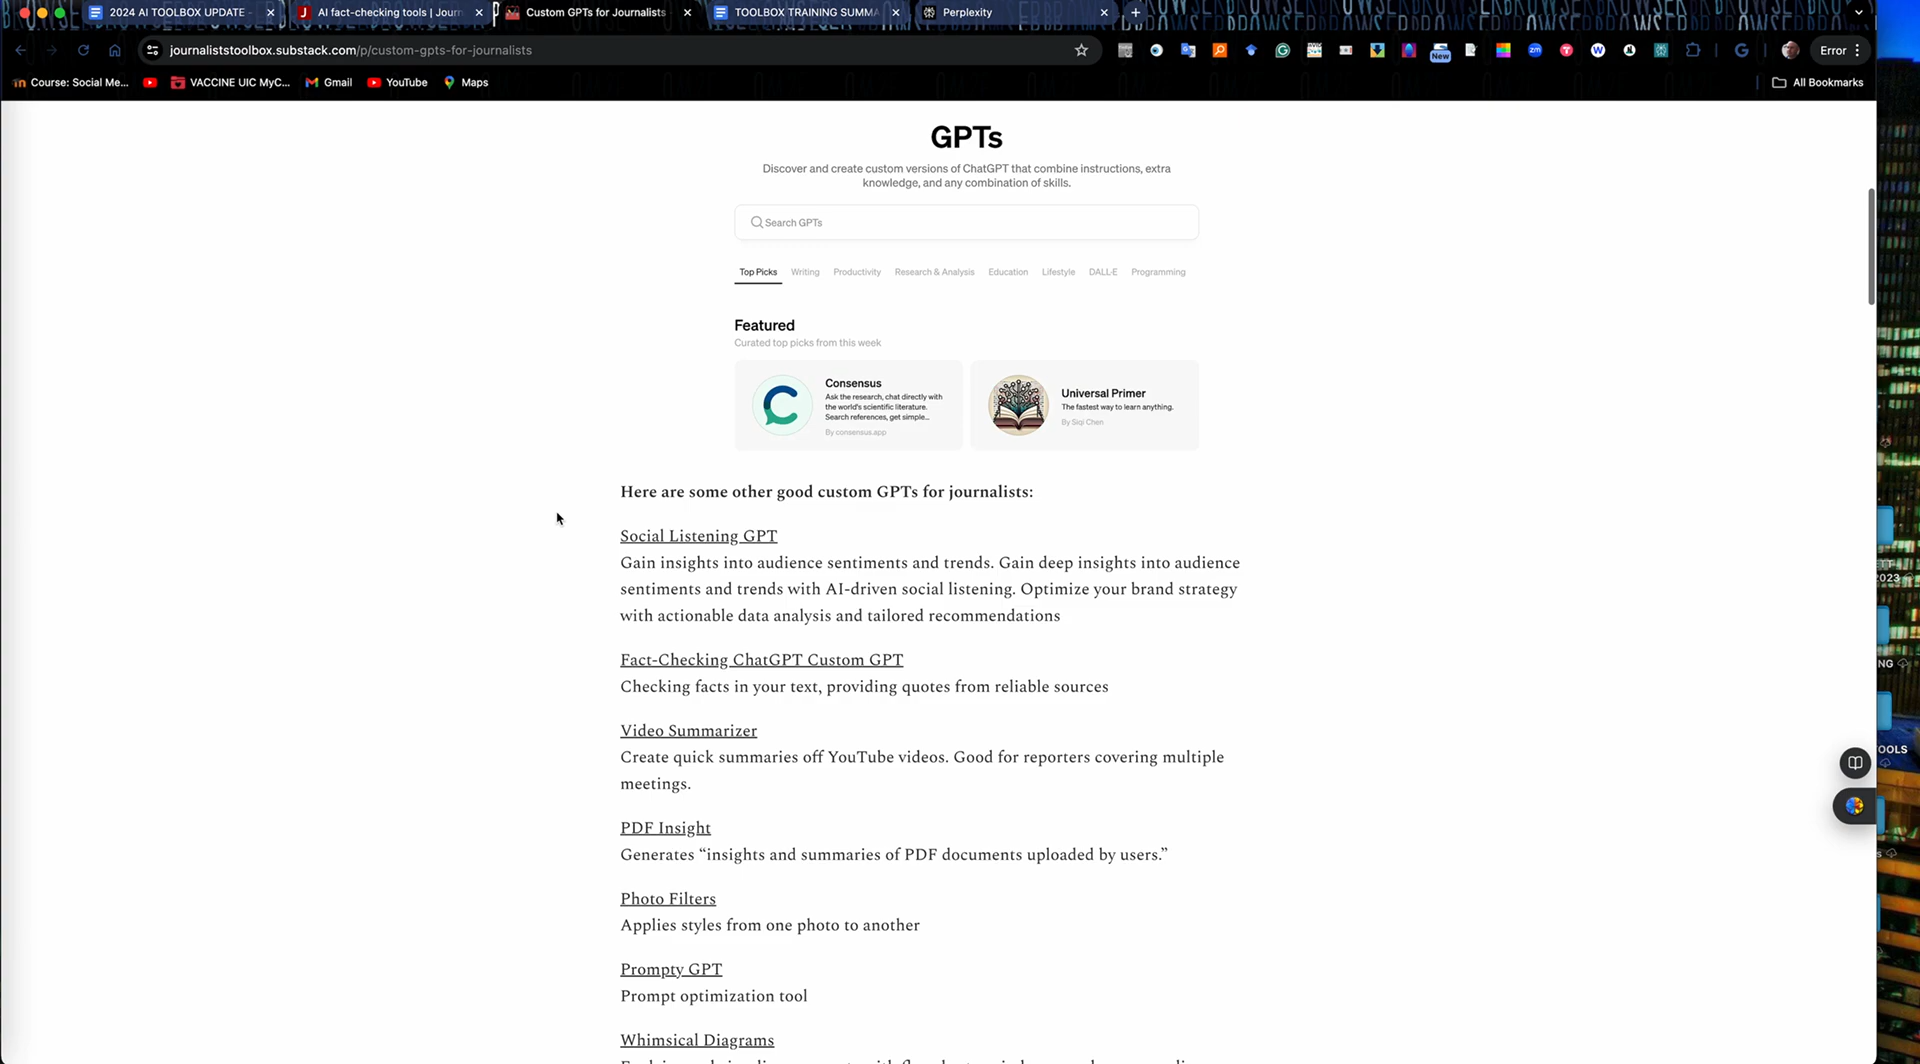 2024 AI TOOLBOX UPDATE -
AI fact-checking tools | Journ
Custom GPTs for Journalists
TOOLBOX TRAINING SUMMA
Perplexity
journaliststoolbox.substack.com/p/custom-gpts-for-journalists
New
Error
Course: Social Me...
VACCINE UIC MyC...
Gmail
YouTube
Maps
All Bookmarks
GPTs
Discover and create custom versions of ChatGPT that combine instructions, extra
knowledge, and any combination of skills.
Search GPTs
Top Picks Writing Productivity Research & Analysis Education Lifestyle DALL·E Programming
Featured
Curated top picks from this week
Consensus
Ask the research, chat directly with
the world's scientific literature.
Search references, get simple...
By consensus.app
Universal Primer
The fastest way to learn anything.
By Siqi Chen
Here are some other good custom GPTs for journalists:
Social Listening GPT
Gain insights into audience sentiments and trends. Gain deep insights into audience
sentiments and trends with AI-driven social listening. Optimize your brand strategy
with actionable data analysis and tailored recommendations
Fact-Checking ChatGPT Custom GPT
Checking facts in your text, providing quotes from reliable sources
Video Summarizer
Create quick summaries off YouTube videos. Good for reporters covering multiple
meetings.
PDF Insight
Generates “insights and summaries of PDF documents uploaded by users.”
Photo Filters
Applies styles from one photo to another
Prompty GPT
Prompt optimization tool
Whimsical Diagrams
2023
NG
OOLS